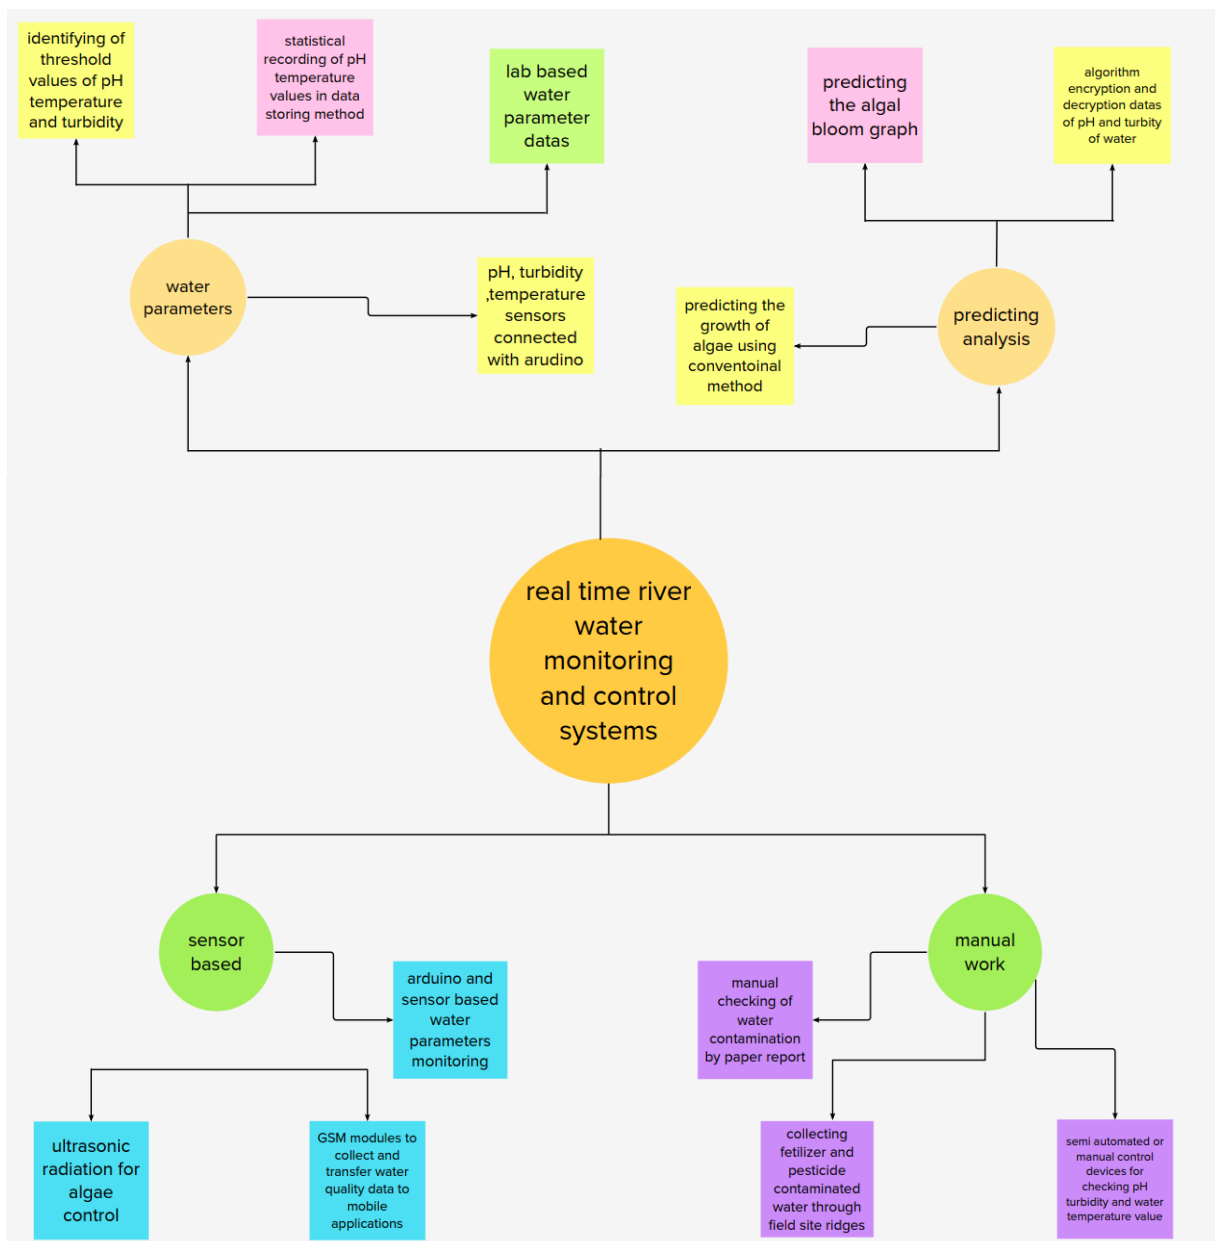 identifying of
threshold
values of pH
temperature
and turbidity
statistical
recording of pH
temperature
values in data
storing method
lab based
water
parameter
datas
predicting
the algal
bloom graph
algorithm
encryption and
decryption datas
of pH and turbity
of water
water
parameters
pH, turbidity
,temperature
sensors
connected
with arudino
predicting the
growth of
algae using
conventoinal
method
predicting
analysis
real time river
water
monitoring
and control
systems
sensor
based
arduino and
sensor based
water
parameters
monitoring
manual
checking of
water
contamination
by paper report
manual
work
ultrasonic
radiation for
algae
control
GSM modules to
collect and
transfer water
quality data to
mobile
applications
collecting
fetilizer and
pesticide
contaminated
water through
field site ridges
semi automated or
manual control
devices for
checking pH
turbidity and water
temperature value